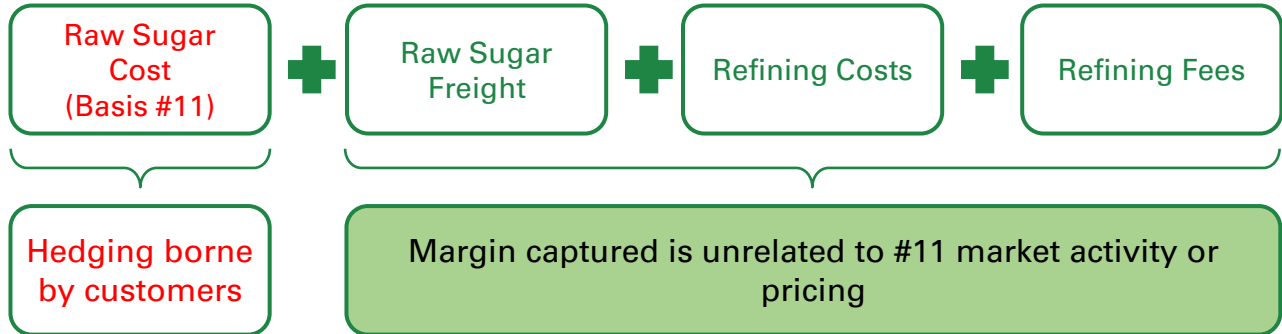 Raw Sugar
Cost
(Basis #11)
Raw Sugar
Freight
Refining Costs
Refining Fees
Hedging borne
by customers
Margin captured is unrelated to #11 market activity or
pricing